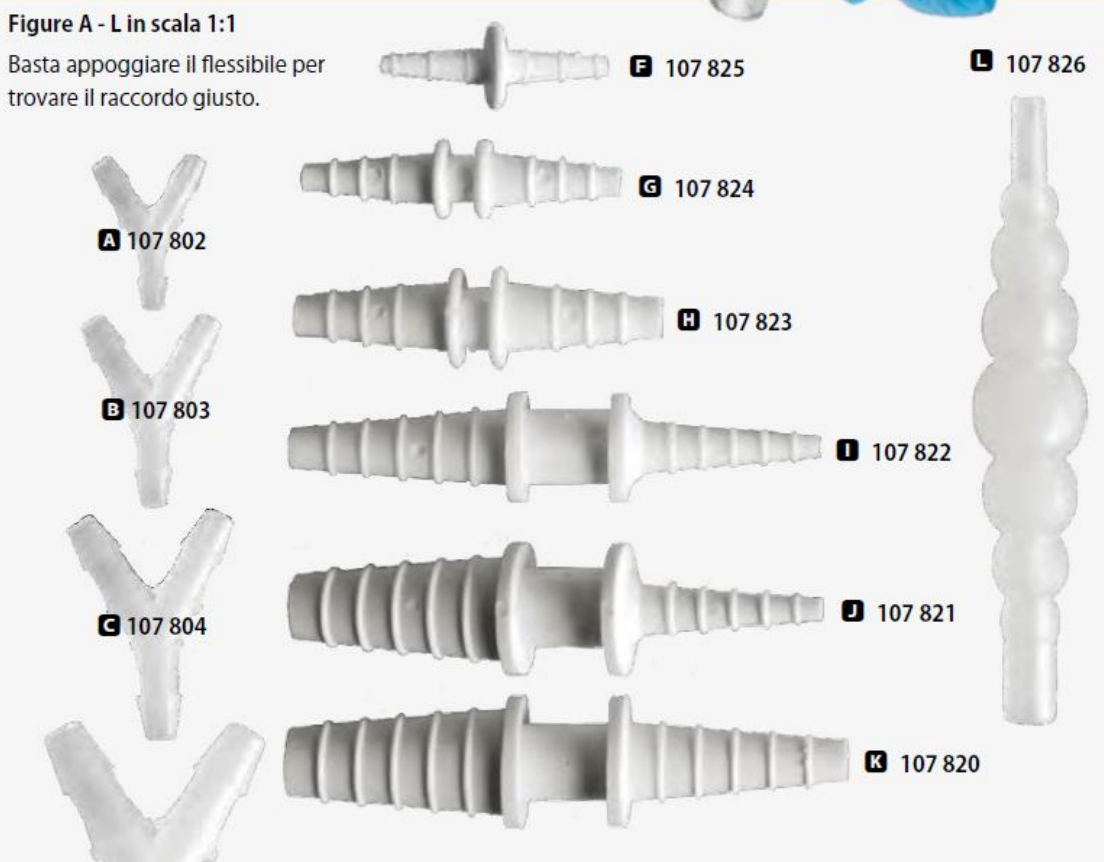 Figure A - L in scala 1:1
Basta appoggiare il flessibile per
trovare il raccordo giusto.
F 107 825
L 107 826
G 107 824
A 107 802
H 107 823
B 107 803
I 107 822
C 107 804
J 107 821
K 107 820